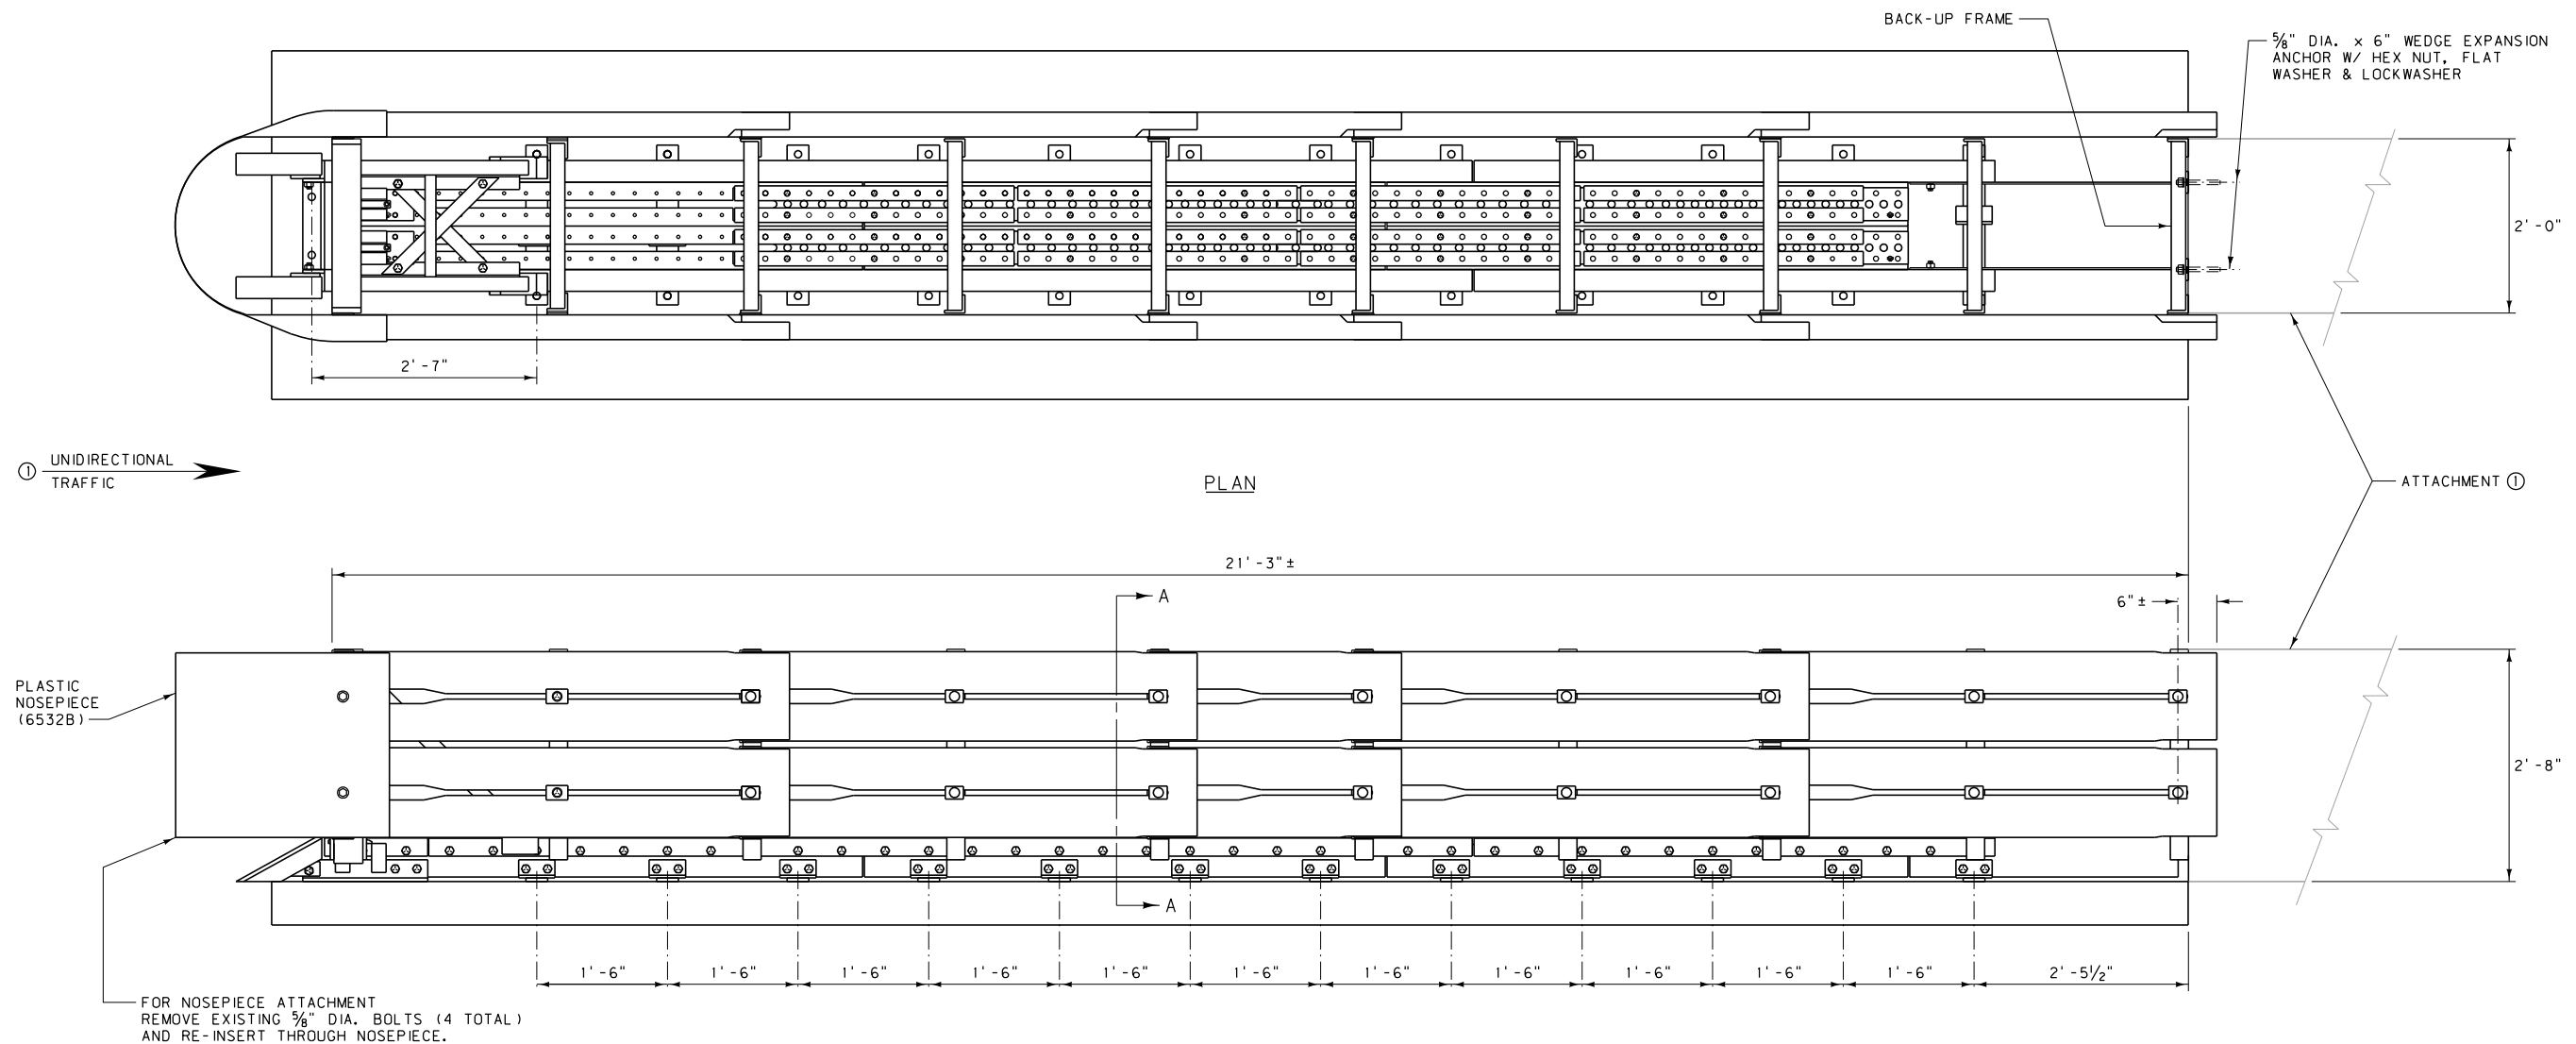 BACK-UP FRAME
⅝" DIA. × 6" WEDGE EXPANSION
ANCHOR W/ HEX NUT, FLAT
WASHER & LOCKWASHER
2'-0"
2'-7"
① UNIDIRECTIONAL
TRAFFIC
PLAN
ATTACHMENT ①
21'-3"±
A
6"±
PLASTIC
NOSEPIECE
(6532B)
2'-8"
A
1'-6"
1'-6"
1'-6"
1'-6"
1'-6"
1'-6"
1'-6"
1'-6"
1'-6"
1'-6"
1'-6"
2'-5½"
FOR NOSEPIECE ATTACHMENT
REMOVE EXISTING ⅝" DIA. BOLTS (4 TOTAL)
AND RE-INSERT THROUGH NOSEPIECE.